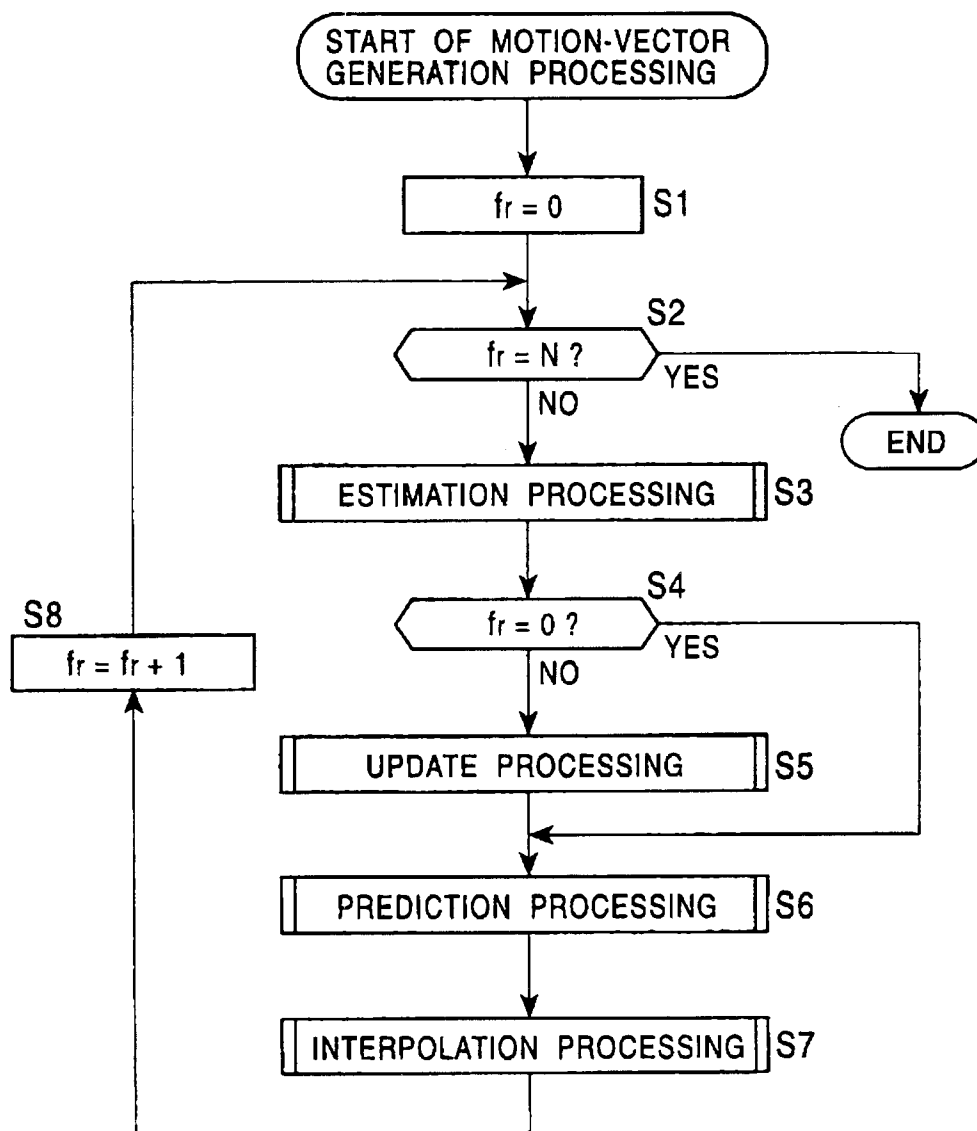 START OF MOTION-VECTOR
GENERATION PROCESSING
fr = 0
S1
S2
fr = N ?
YES
NO
END
ESTIMATION PROCESSING
S3
S4
fr = 0 ?
YES
NO
S8
fr = fr + 1
UPDATE PROCESSING
S5
PREDICTION PROCESSING
S6
INTERPOLATION PROCESSING
S7